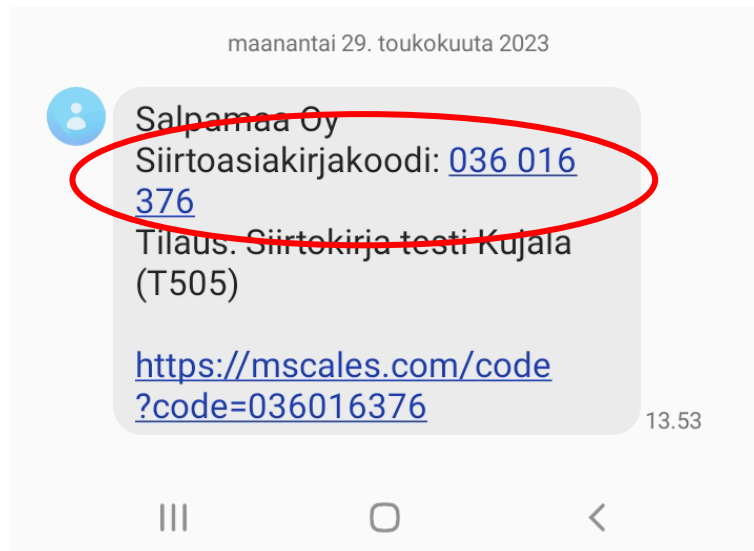 maanantai 29. toukokuuta 2023
Salpamaa Oy
Siirtoasiakirjakoodi: 036 016
376
Tilaus: Siirtokirja testi Kujala
(T505)
https://mscales.com/code
?code=036016376
13.53